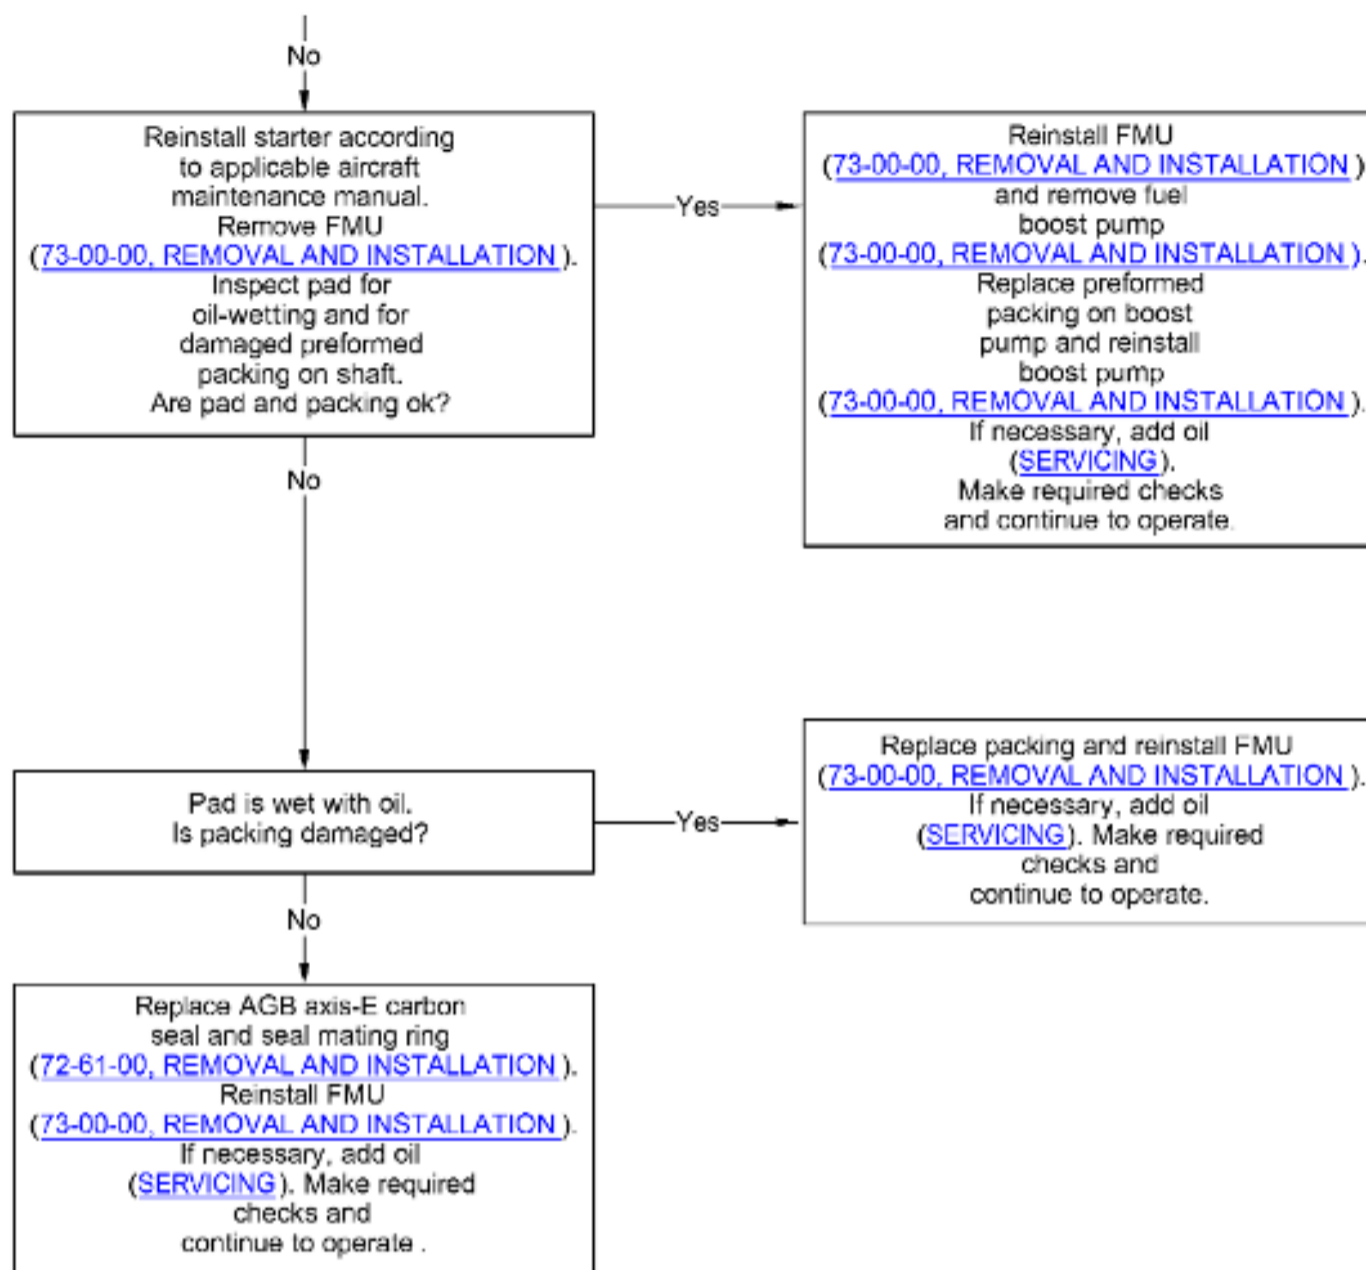 No
Reinstall starter according
to applicable aircraft
maintenance manual.
Remove FMU
(73-00-00, REMOVAL AND INSTALLATION ).
Inspect pad for
oil-wetting and for
damaged preformed
packing on shaft.
Are pad and packing ok?
Yes
Reinstall FMU
(73-00-00, REMOVAL AND INSTALLATION )
and remove fuel
boost pump
(73-00-00, REMOVAL AND INSTALLATION ).
Replace preformed
packing on boost
pump and reinstall
boost pump
(73-00-00, REMOVAL AND INSTALLATION ).
If necessary, add oil
(SERVICING).
Make required checks
and continue to operate.
No
Pad is wet with oil.
Is packing damaged?
Yes
Replace packing and reinstall FMU
(73-00-00, REMOVAL AND INSTALLATION ).
If necessary, add oil
(SERVICING). Make required
checks and
continue to operate.
No
Replace AGB axis-E carbon
seal and seal mating ring
(72-61-00, REMOVAL AND INSTALLATION ).
Reinstall FMU
(73-00-00, REMOVAL AND INSTALLATION ).
If necessary, add oil
(SERVICING ). Make required
checks and
continue to operate .